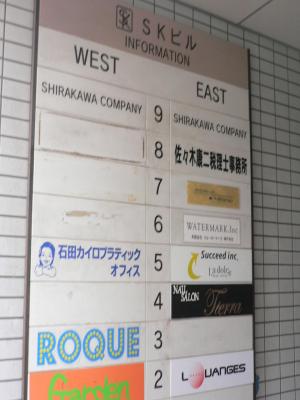 SKビル
INFORMATION
WEST
EAST
SHIRAKAWA COMPANY
9
SHIRAKAWA COMPANY
8
佐々木康二税理士事務所
7
6
WATERMARK.Inc
石田カイロプラティック
オフィス
5
Succeed inc.
4
NAIL
SALON
Tierra
ROQUE
3
Garden
2
LOUANGES